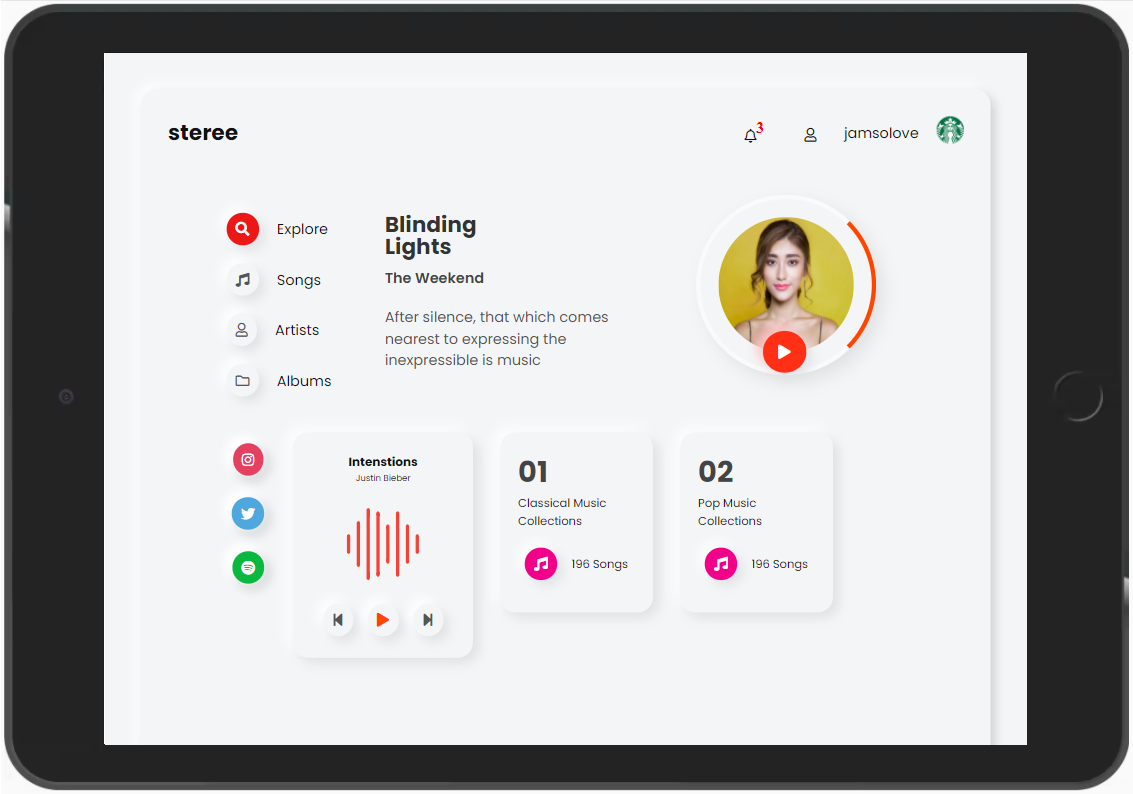 steree
3
jamsolove
Explore
Songs
Artists
Albums
Blinding
Lights
The Weekend
After silence, that which comes
nearest to expressing the
inexpressible is music
Intenstions
Justin Bieber
01
Classical Music
Collections
196 Songs
02
Pop Music
Collections
196 Songs